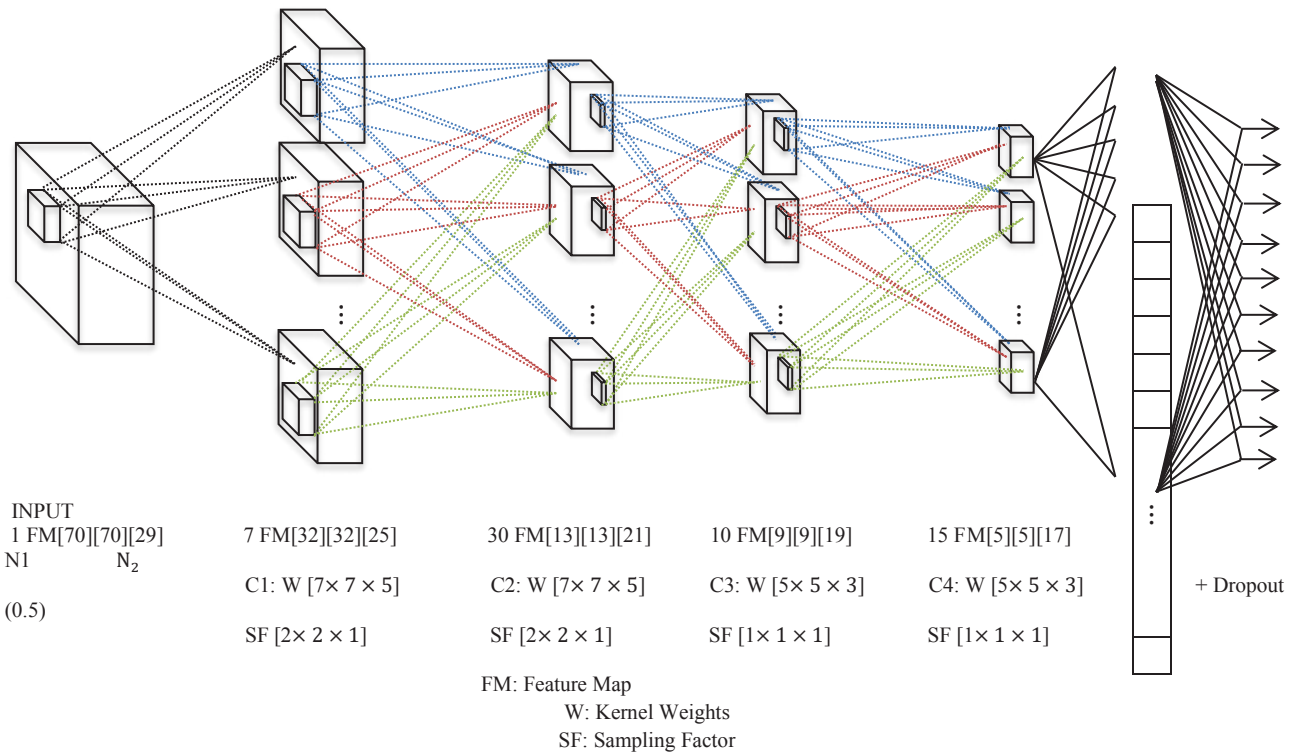 INPUT
1 FM[70][70][29] 7 FM[32][32][25] 30 FM[13][13][21] 10 FM[9][9][19] 15 FM[5][5][17]
N1 N₂
C1: W [7× 7 × 5] C2: W [7× 7 × 5] C3: W [5× 5 × 3] C4: W [5× 5 × 3] + Dropout
(0.5)
SF [2× 2 × 1] SF [2× 2 × 1] SF [1× 1 × 1] SF [1× 1 × 1]
FM: Feature Map
W: Kernel Weights
SF: Sampling Factor